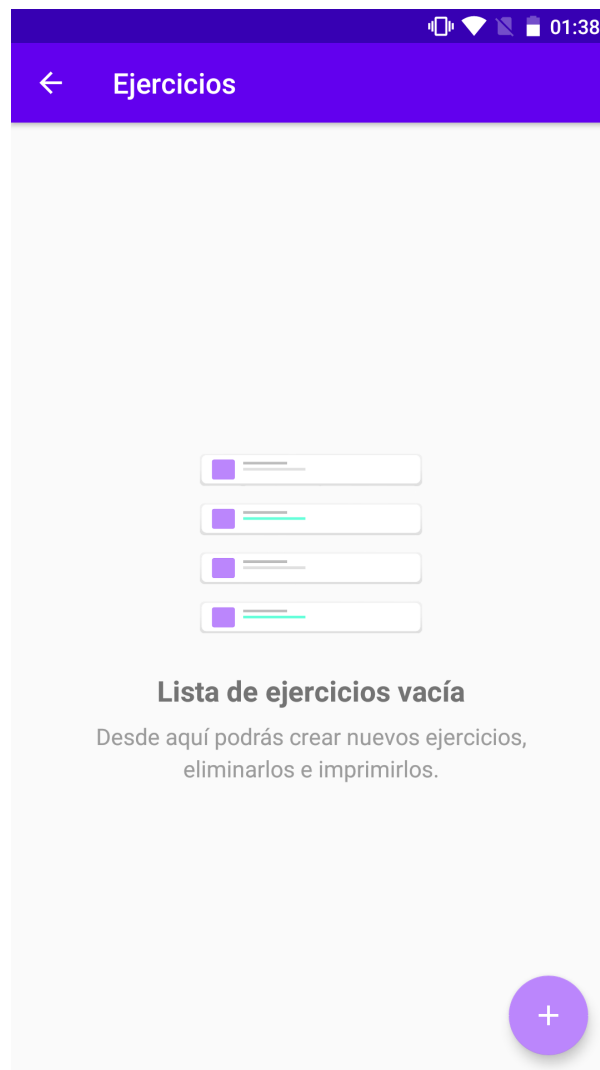 01:38
Ejercicios
Lista de ejercicios vacía
Desde aquí podrás crear nuevos ejercicios,
eliminarlos e imprimirlos.